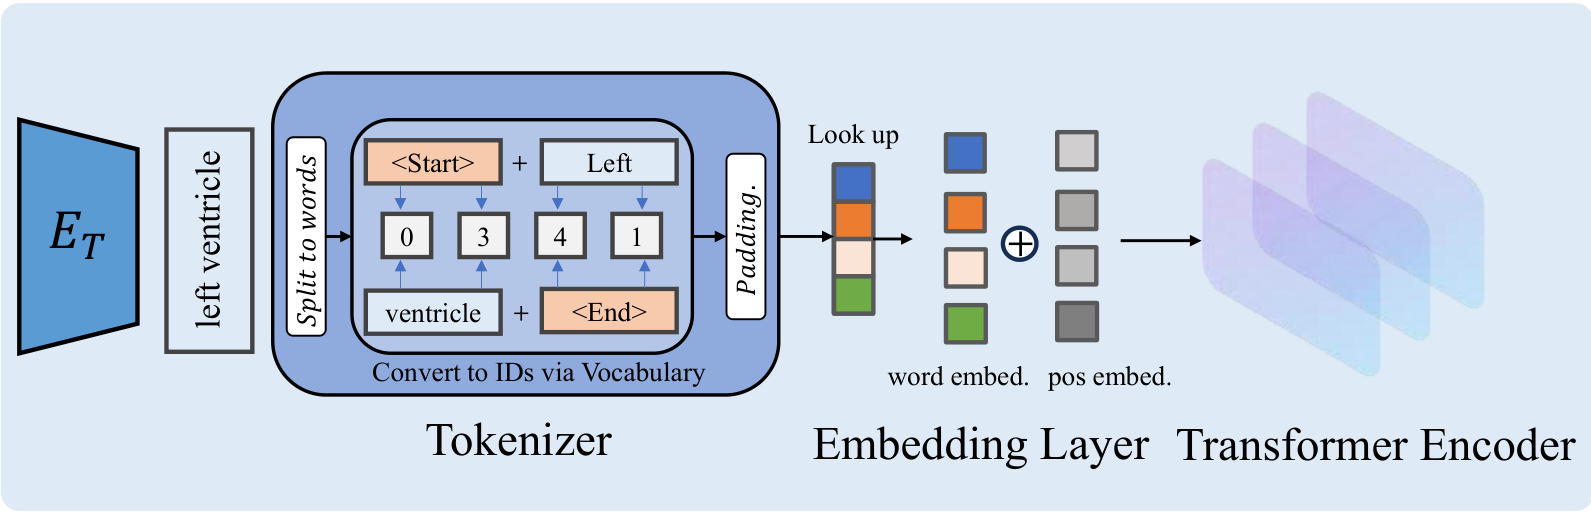 E_T
left ventricle
Split to words
<Start> + Left
0 3 4 1
ventricle + <End>
Convert to IDs via Vocabulary
Padding.
Tokenizer
Look up
+
word embed. pos embed.
Embedding Layer
Transformer Encoder